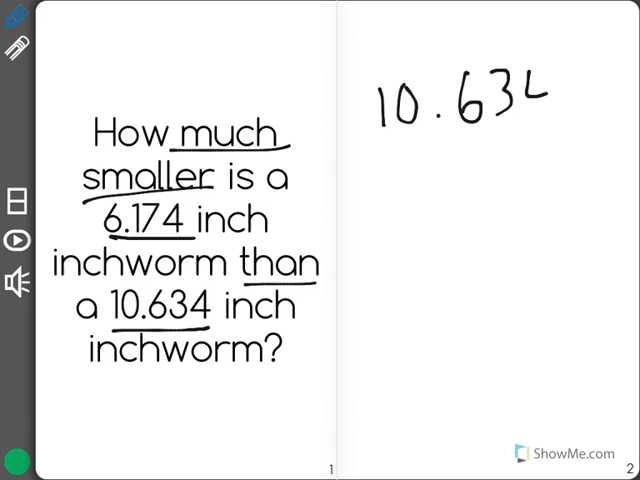 How much
smaller is a
6.174 inch
inchworm than
a 10.634 inch
inchworm?
1
10.63
ShowMe.com
2